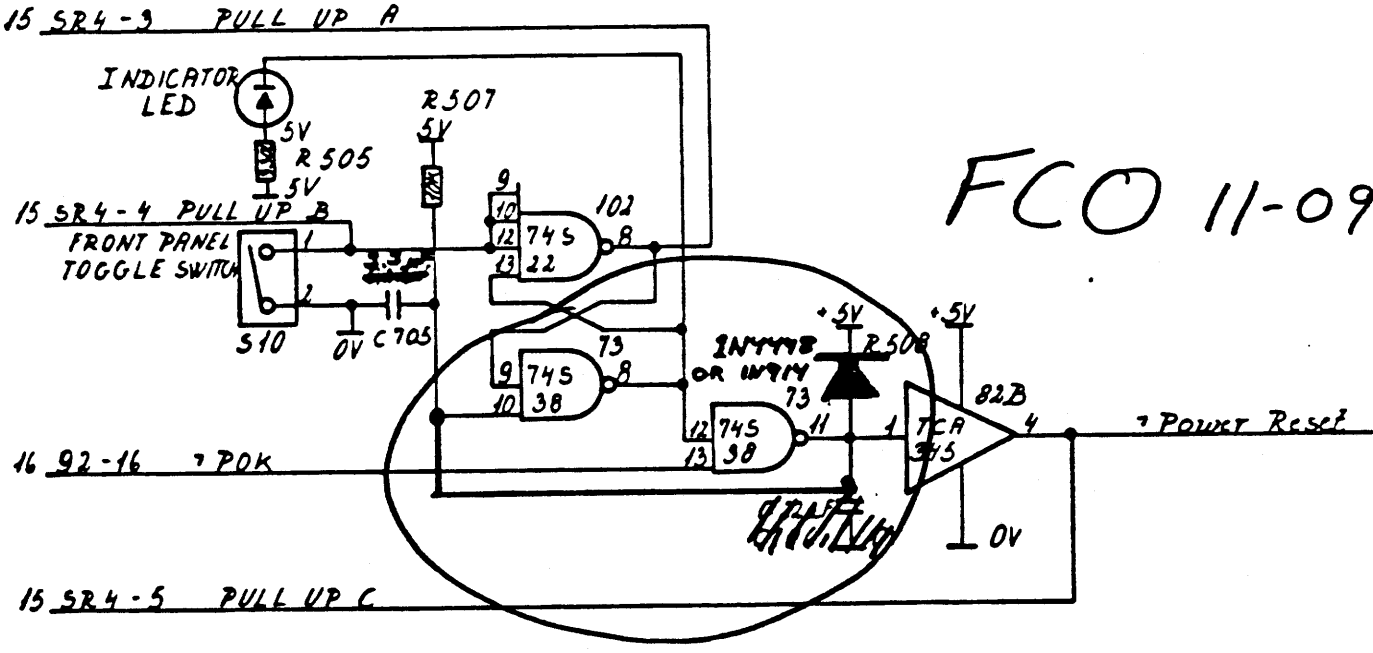 15 SR4-3 PULL UP A
INDICATOR
LED
5V
R505
5V
R507
5V
15 SR4-4 PULL UP B
FRONT PANEL
TOGGLE SWITCH
1
2
S10
0V
C705
9
10
12
13
102
74S
22
8
FCO 11-09
9
10
73
74S
38
8
+5V
R508
1N4448
OR 1N914
73
12
13
74S
38
11
+5V
82B
1
TCA
345
4
0V
¬Power Reset
16 92-16 ¬POK
15 SR4-5 PULL UP C